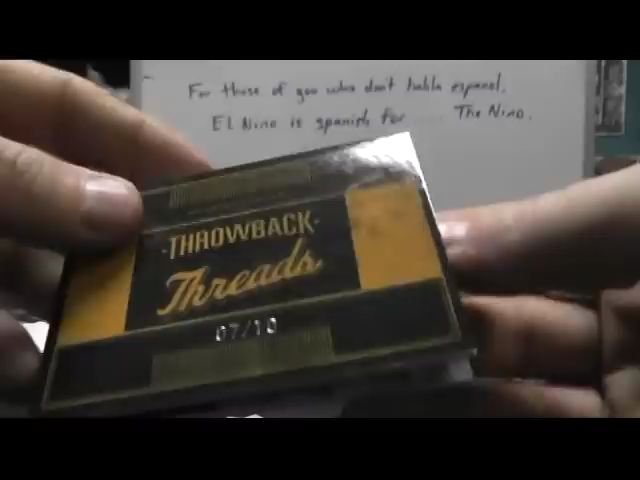 For those of you who don't habla espanol,
EL Nino is spanish for ..... The Nino.
·THROWBACK·
Threads
07/10